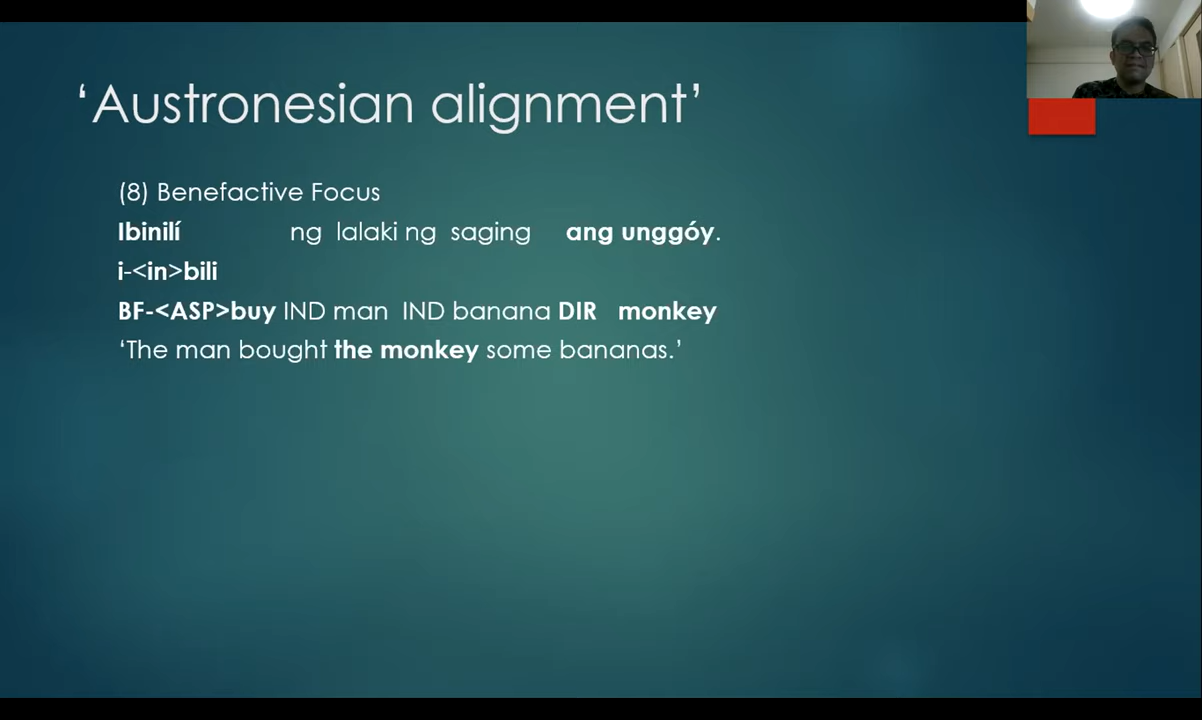 ‘Austronesian alignment’
(8) Benefactive Focus
Ibinilí ng lalaki ng saging ang unggóy.
i-<in>bili
BF-<ASP>buy IND man IND banana DIR monkey
‘The man bought the monkey some bananas.’